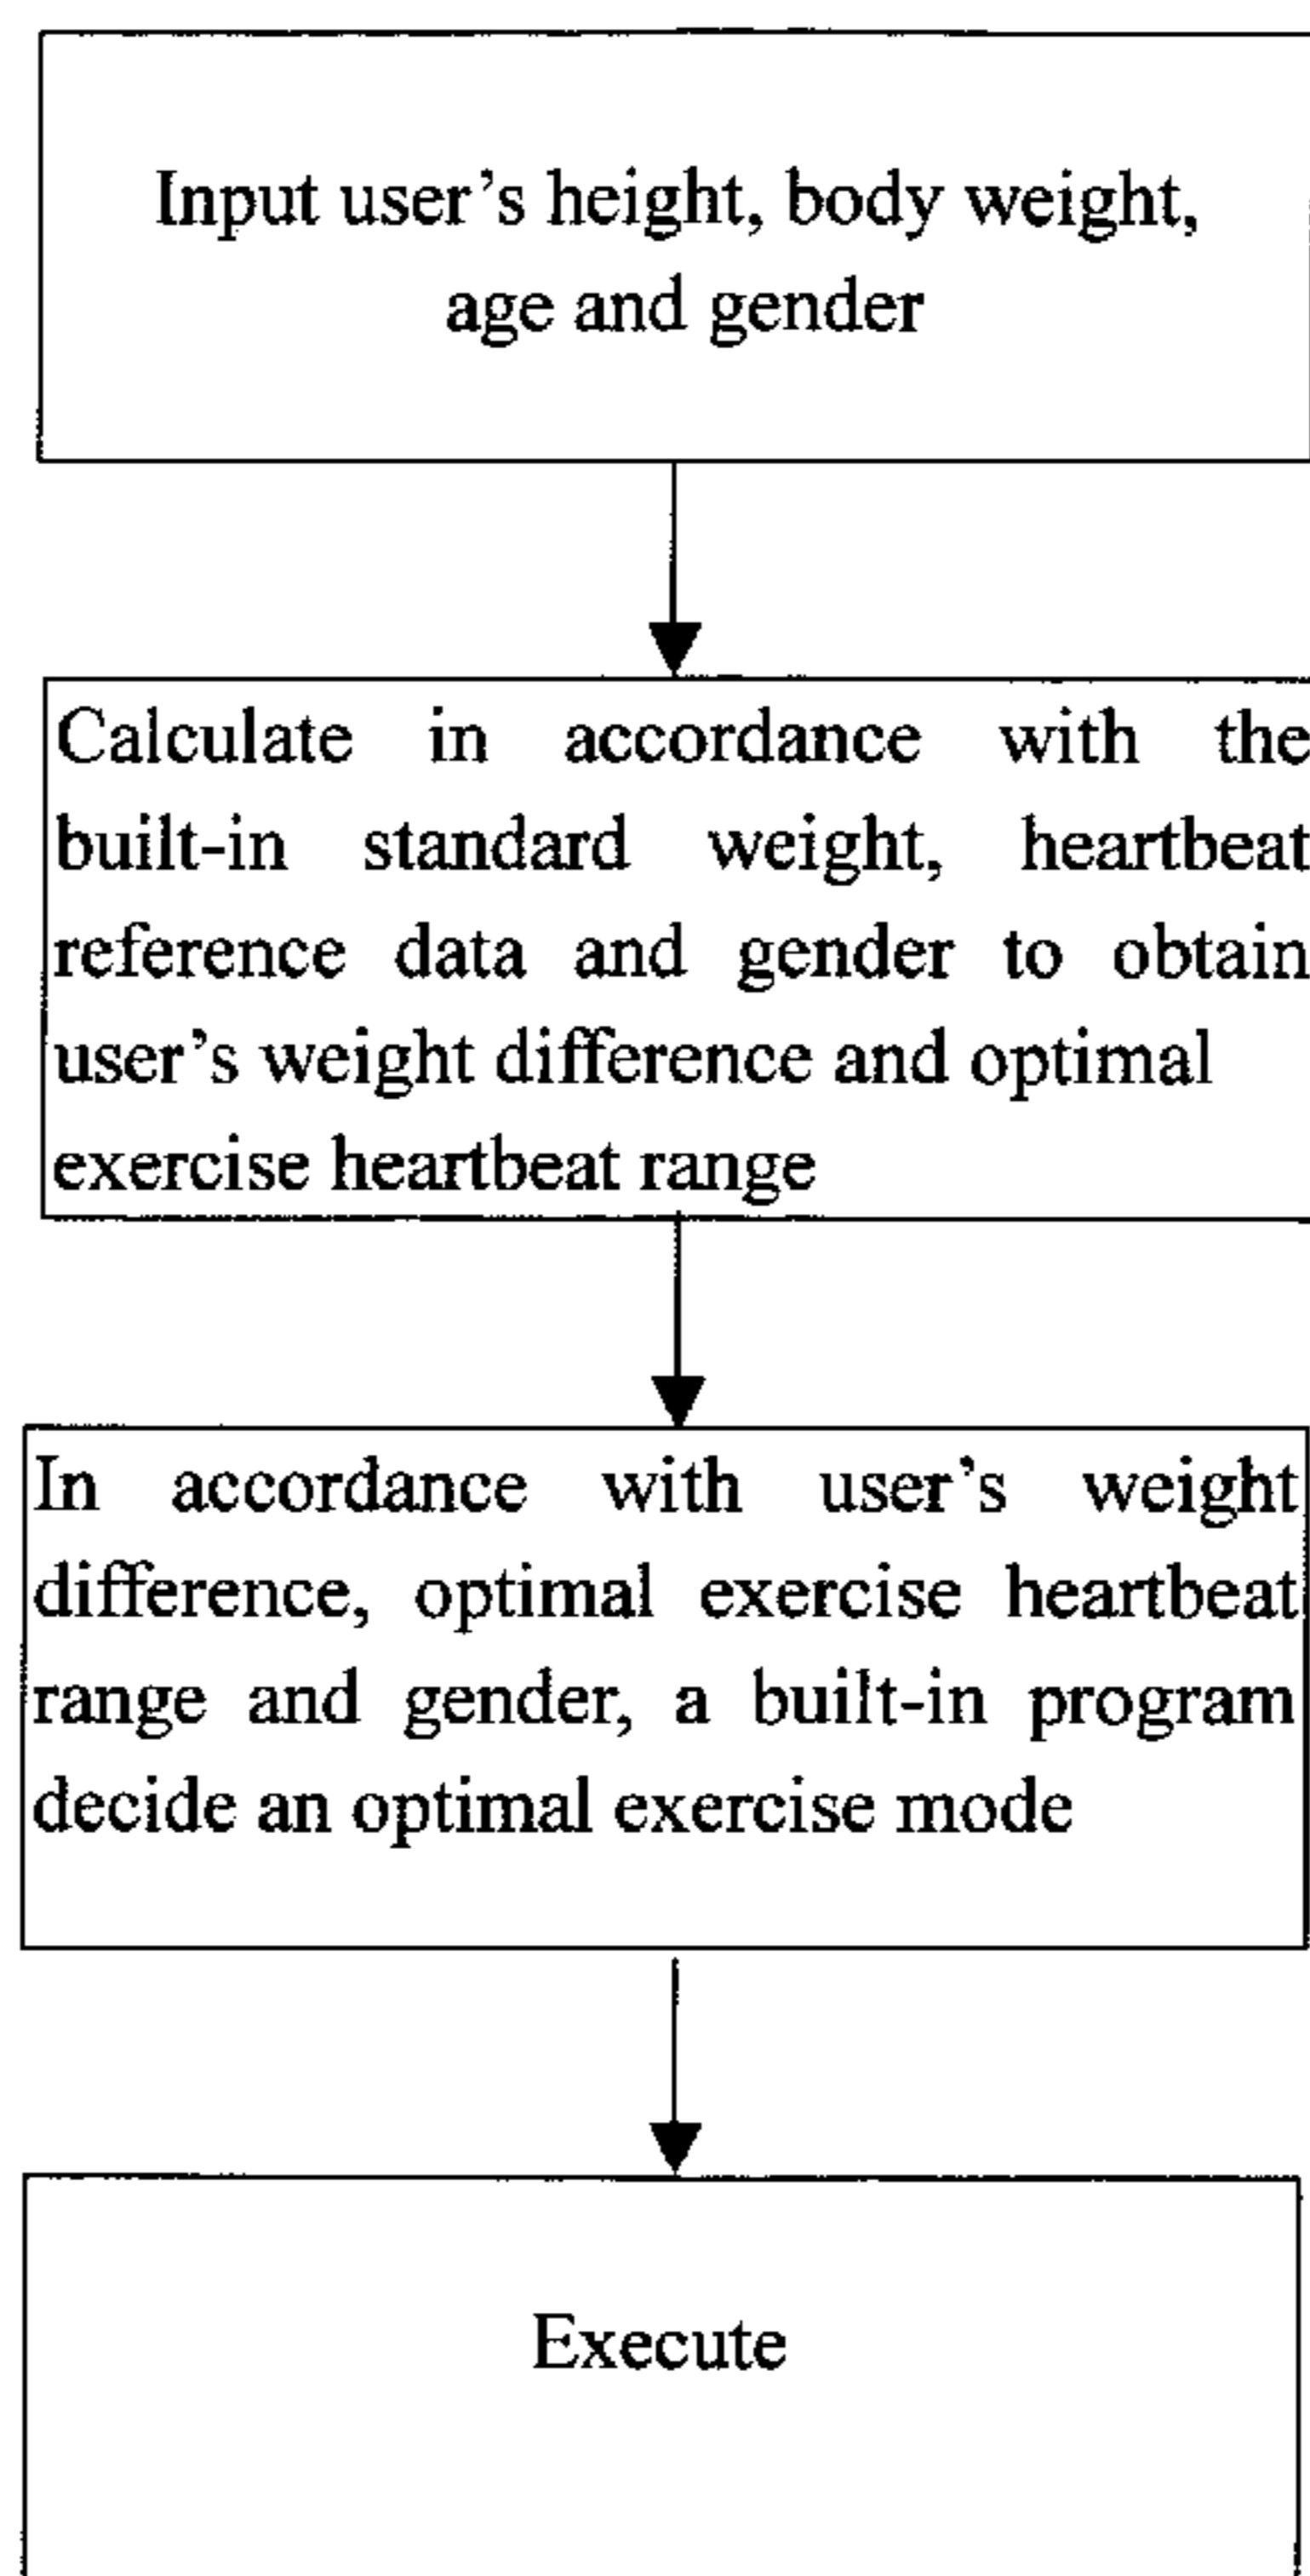 Input user’s height, body weight,
age and gender
Calculate in accordance with the
built-in standard weight, heartbeat
reference data and gender to obtain
user’s weight difference and optimal
exercise heartbeat range
In accordance with user’s weight
difference, optimal exercise heartbeat
range and gender, a built-in program
decide an optimal exercise mode
Execute